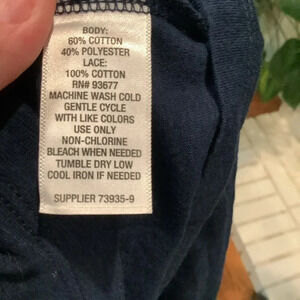 BODY:
60% COTTON
40% POLYESTER
LACE:
100% COTTON
RN# 93677
MACHINE WASH COLD
GENTLE CYCLE
WITH LIKE COLORS
USE ONLY
NON-CHLORINE
BLEACH WHEN NEEDED
TUMBLE DRY LOW
COOL IRON IF NEEDED
SUPPLIER 73935-9